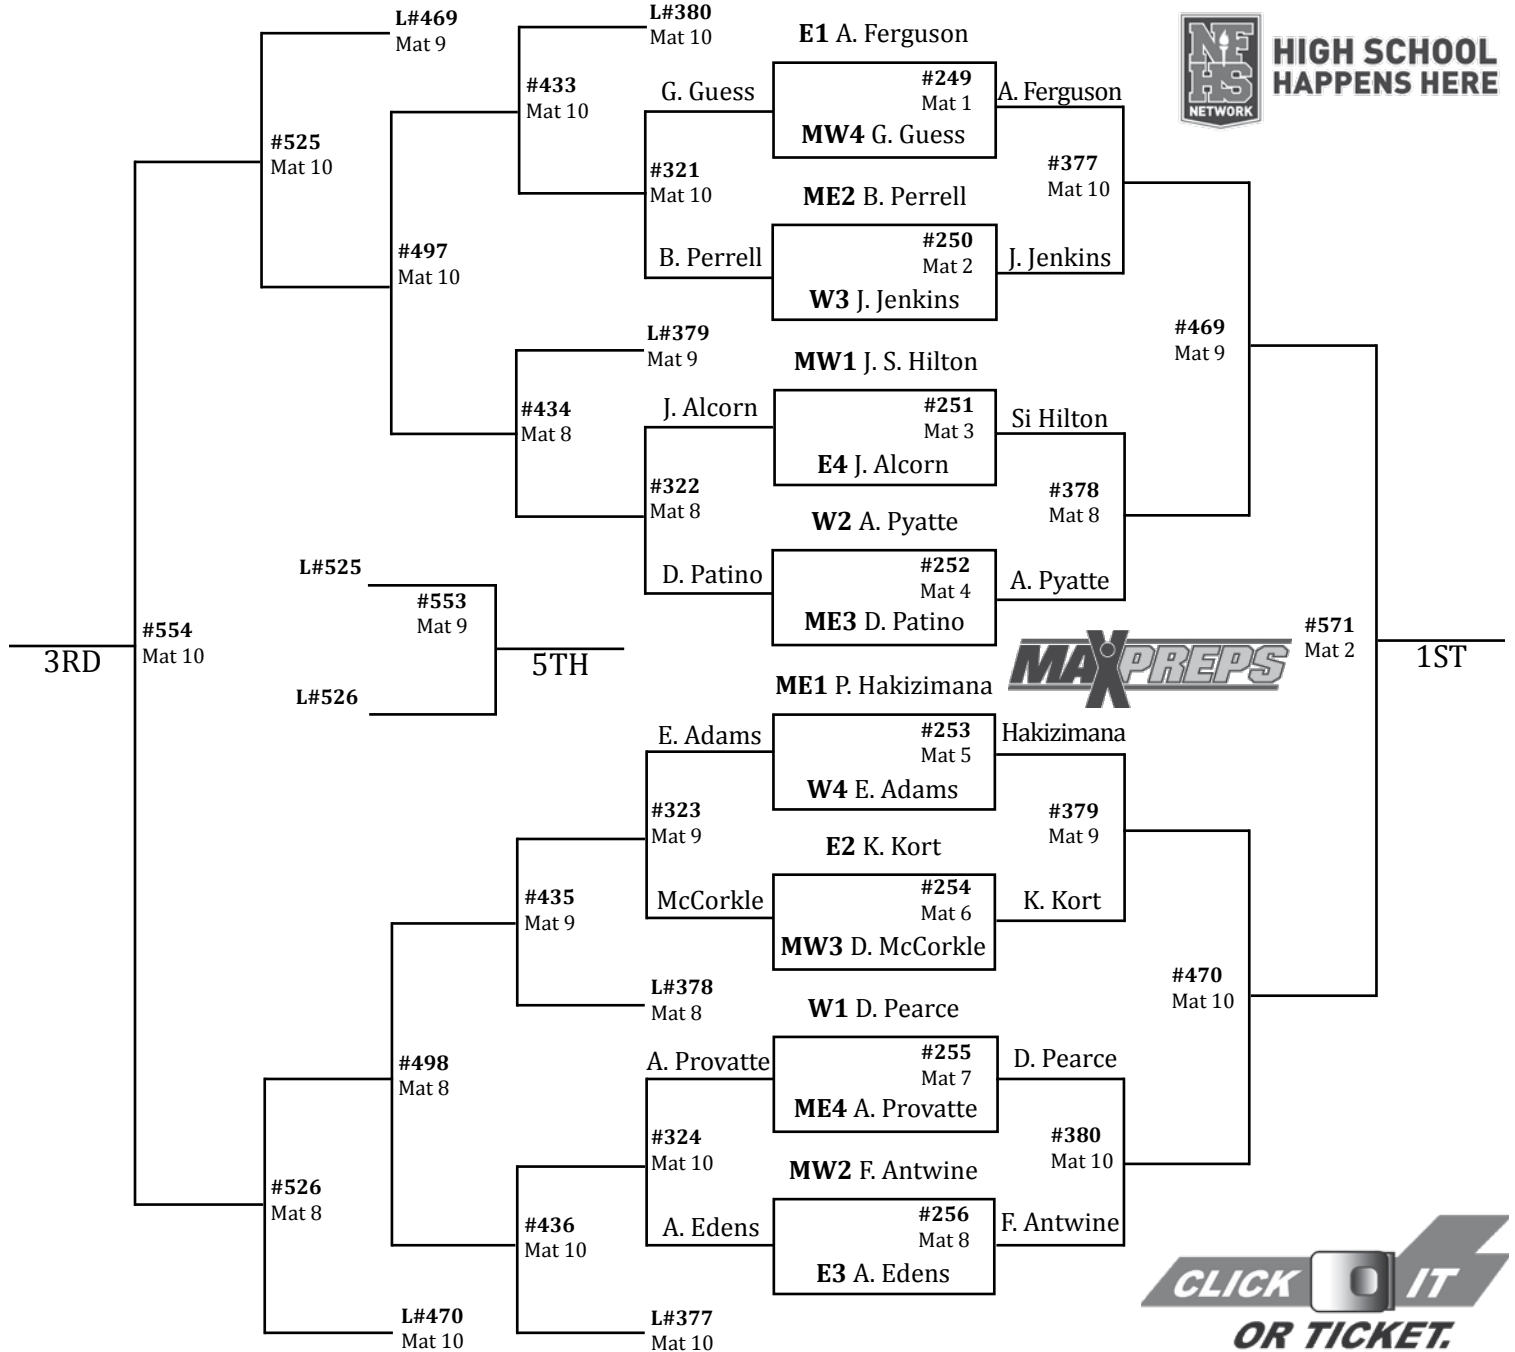 L#469
Mat 9
L#380
Mat 10
E1 A. Ferguson
NF
HS
NETWORK
HIGH SCHOOL
HAPPENS HERE
#433
Mat 10
G. Guess
#249
Mat 1
A. Ferguson
MW4 G. Guess
#525
Mat 10
#321
Mat 10
#377
Mat 10
ME2 B. Perrell
#497
Mat 10
B. Perrell
#250
Mat 2
J. Jenkins
W3 J. Jenkins
L#379
Mat 9
#469
Mat 9
MW1 J. S. Hilton
#434
Mat 8
J. Alcorn
#251
Mat 3
Si Hilton
E4 J. Alcorn
#322
Mat 8
#378
Mat 8
W2 A. Pyatte
L#525
D. Patino
#252
Mat 4
A. Pyatte
#553
Mat 9
ME3 D. Patino
#554
Mat 10
3RD
5TH
MAXPREPS
#571
Mat 2
1ST
L#526
ME1 P. Hakizimana
E. Adams
#253
Mat 5
Hakizimana
W4 E. Adams
#323
Mat 9
#379
Mat 9
E2 K. Kort
#435
Mat 9
McCorkle
#254
Mat 6
K. Kort
MW3 D. McCorkle
#470
Mat 10
L#378
Mat 8
W1 D. Pearce
#498
Mat 8
A. Provatte
#255
Mat 7
D. Pearce
ME4 A. Provatte
#324
Mat 10
#380
Mat 10
MW2 F. Antwine
#526
Mat 8
#436
Mat 10
A. Edens
#256
Mat 8
F. Antwine
E3 A. Edens
L#470
Mat 10
L#377
Mat 10
CLICK IT
OR TICKET.